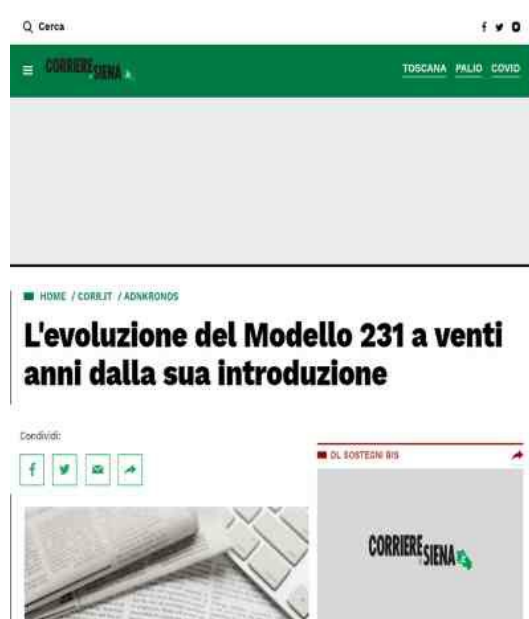 Cerca
CORRIERE SIENA
TOSCANA PALIO COVID
HOME / CORR.IT / ADNKRONOS
L'evoluzione del Modello 231 a venti
anni dalla sua introduzione
Condividi:
DL SOSTEGNI BIS
CORRIERE SIENA